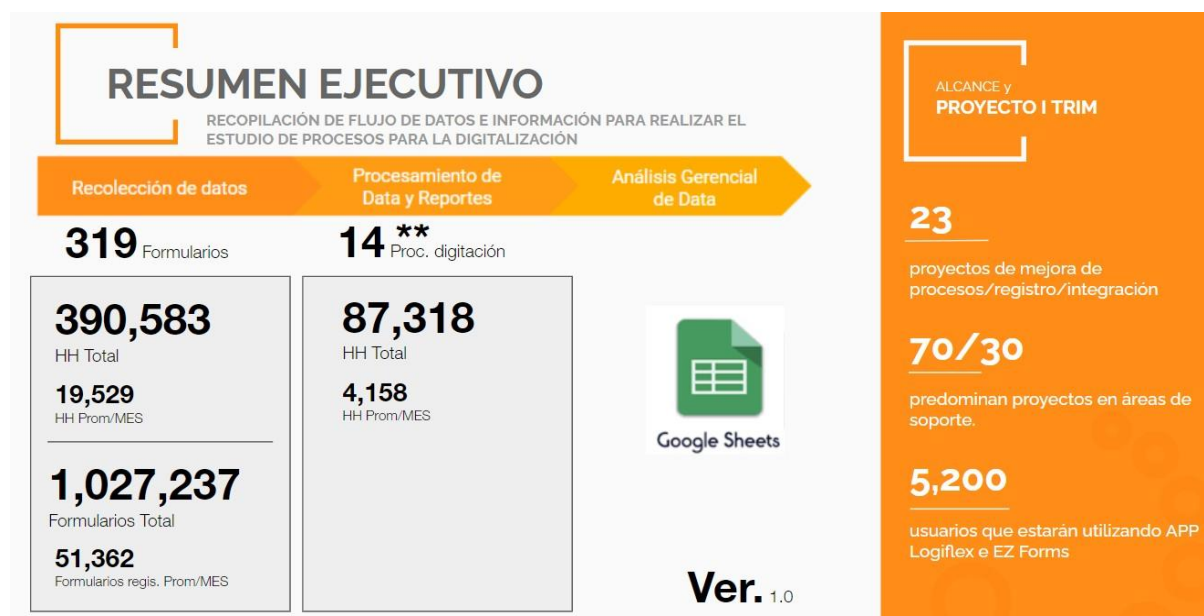 RESUMEN EJECUTIVO
RECOPILACIÓN DE FLUJO DE DATOS E INFORMACIÓN PARA REALIZAR EL
ESTUDIO DE PROCESOS PARA LA DIGITALIZACIÓN
Recolección de datos
Procesamiento de
Data y Reportes
Análisis Gerencial
de Data
319 Formularios
14 ** Proc. digitación
390,583
HH Total
19,529
HH Prom/MES
1,027,237
Formularios Total
51,362
Formularios regis. Prom/MES
87,318
HH Total
4,158
HH Prom/MES
Google Sheets
Ver. 1.0
ALCANCE y
PROYECTO I TRIM
23
proyectos de mejora de
procesos/registro/integración
70/30
predominan proyectos en áreas de
soporte.
5,200
usuarios que estarán utilizando APP
Logiflex e EZ Forms